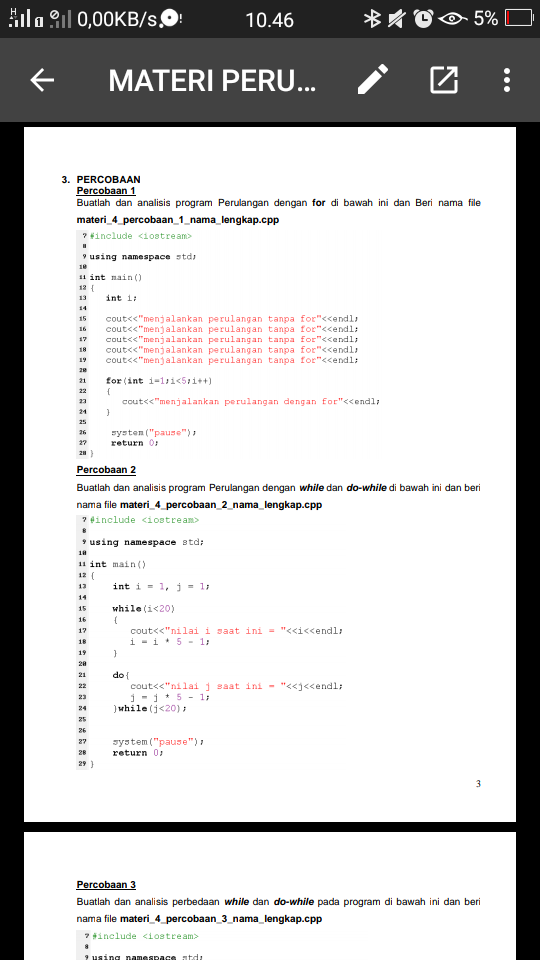 H 0,00KB/s 10.46 5%
MATERI PERU...
3. PERCOBAAN
Percobaan 1
Buatlah dan analisis program Perulangan dengan for di bawah ini dan Beri nama file
materi_4_percobaan_1_nama_lengkap.cpp
7 #include <iostream>
8
9 using namespace std;
10
11 int main()
12 {
13 int i;
14
15 cout<<"menjalankan perulangan tanpa for"<<endl;
16 cout<<"menjalankan perulangan tanpa for"<<endl;
17 cout<<"menjalankan perulangan tanpa for"<<endl;
18 cout<<"menjalankan perulangan tanpa for"<<endl;
19 cout<<"menjalankan perulangan tanpa for"<<endl;
20
21 for(int i=1;i<5;i++)
22 {
23 cout<<"menjalankan perulangan dengan for"<<endl;
24 }
25
26 system("pause");
27 return 0;
28 }
Percobaan 2
Buatlah dan analisis program Perulangan dengan while dan do-while di bawah ini dan beri
nama file materi_4_percobaan_2_nama_lengkap.cpp
7 #include <iostream>
8
9 using namespace std;
10
11 int main()
12 {
13 int i = 1, j = 1;
14
15 while(i<20)
16 {
17 cout<<"nilai i saat ini = "<<i<<endl;
18 i = i * 5 - 1;
19 }
20
21 do{
22 cout<<"nilai j saat ini = "<<j<<endl;
23 j = j * 5 - 1;
24 }while(j<20);
25
26
27 system("pause");
28 return 0;
29 }
3
Percobaan 3
Buatlah dan analisis perbedaan while dan do-while pada program di bawah ini dan beri
nama file materi_4_percobaan_3_nama_lengkap.cpp
7 #include <iostream>
8
9 using namespace std;